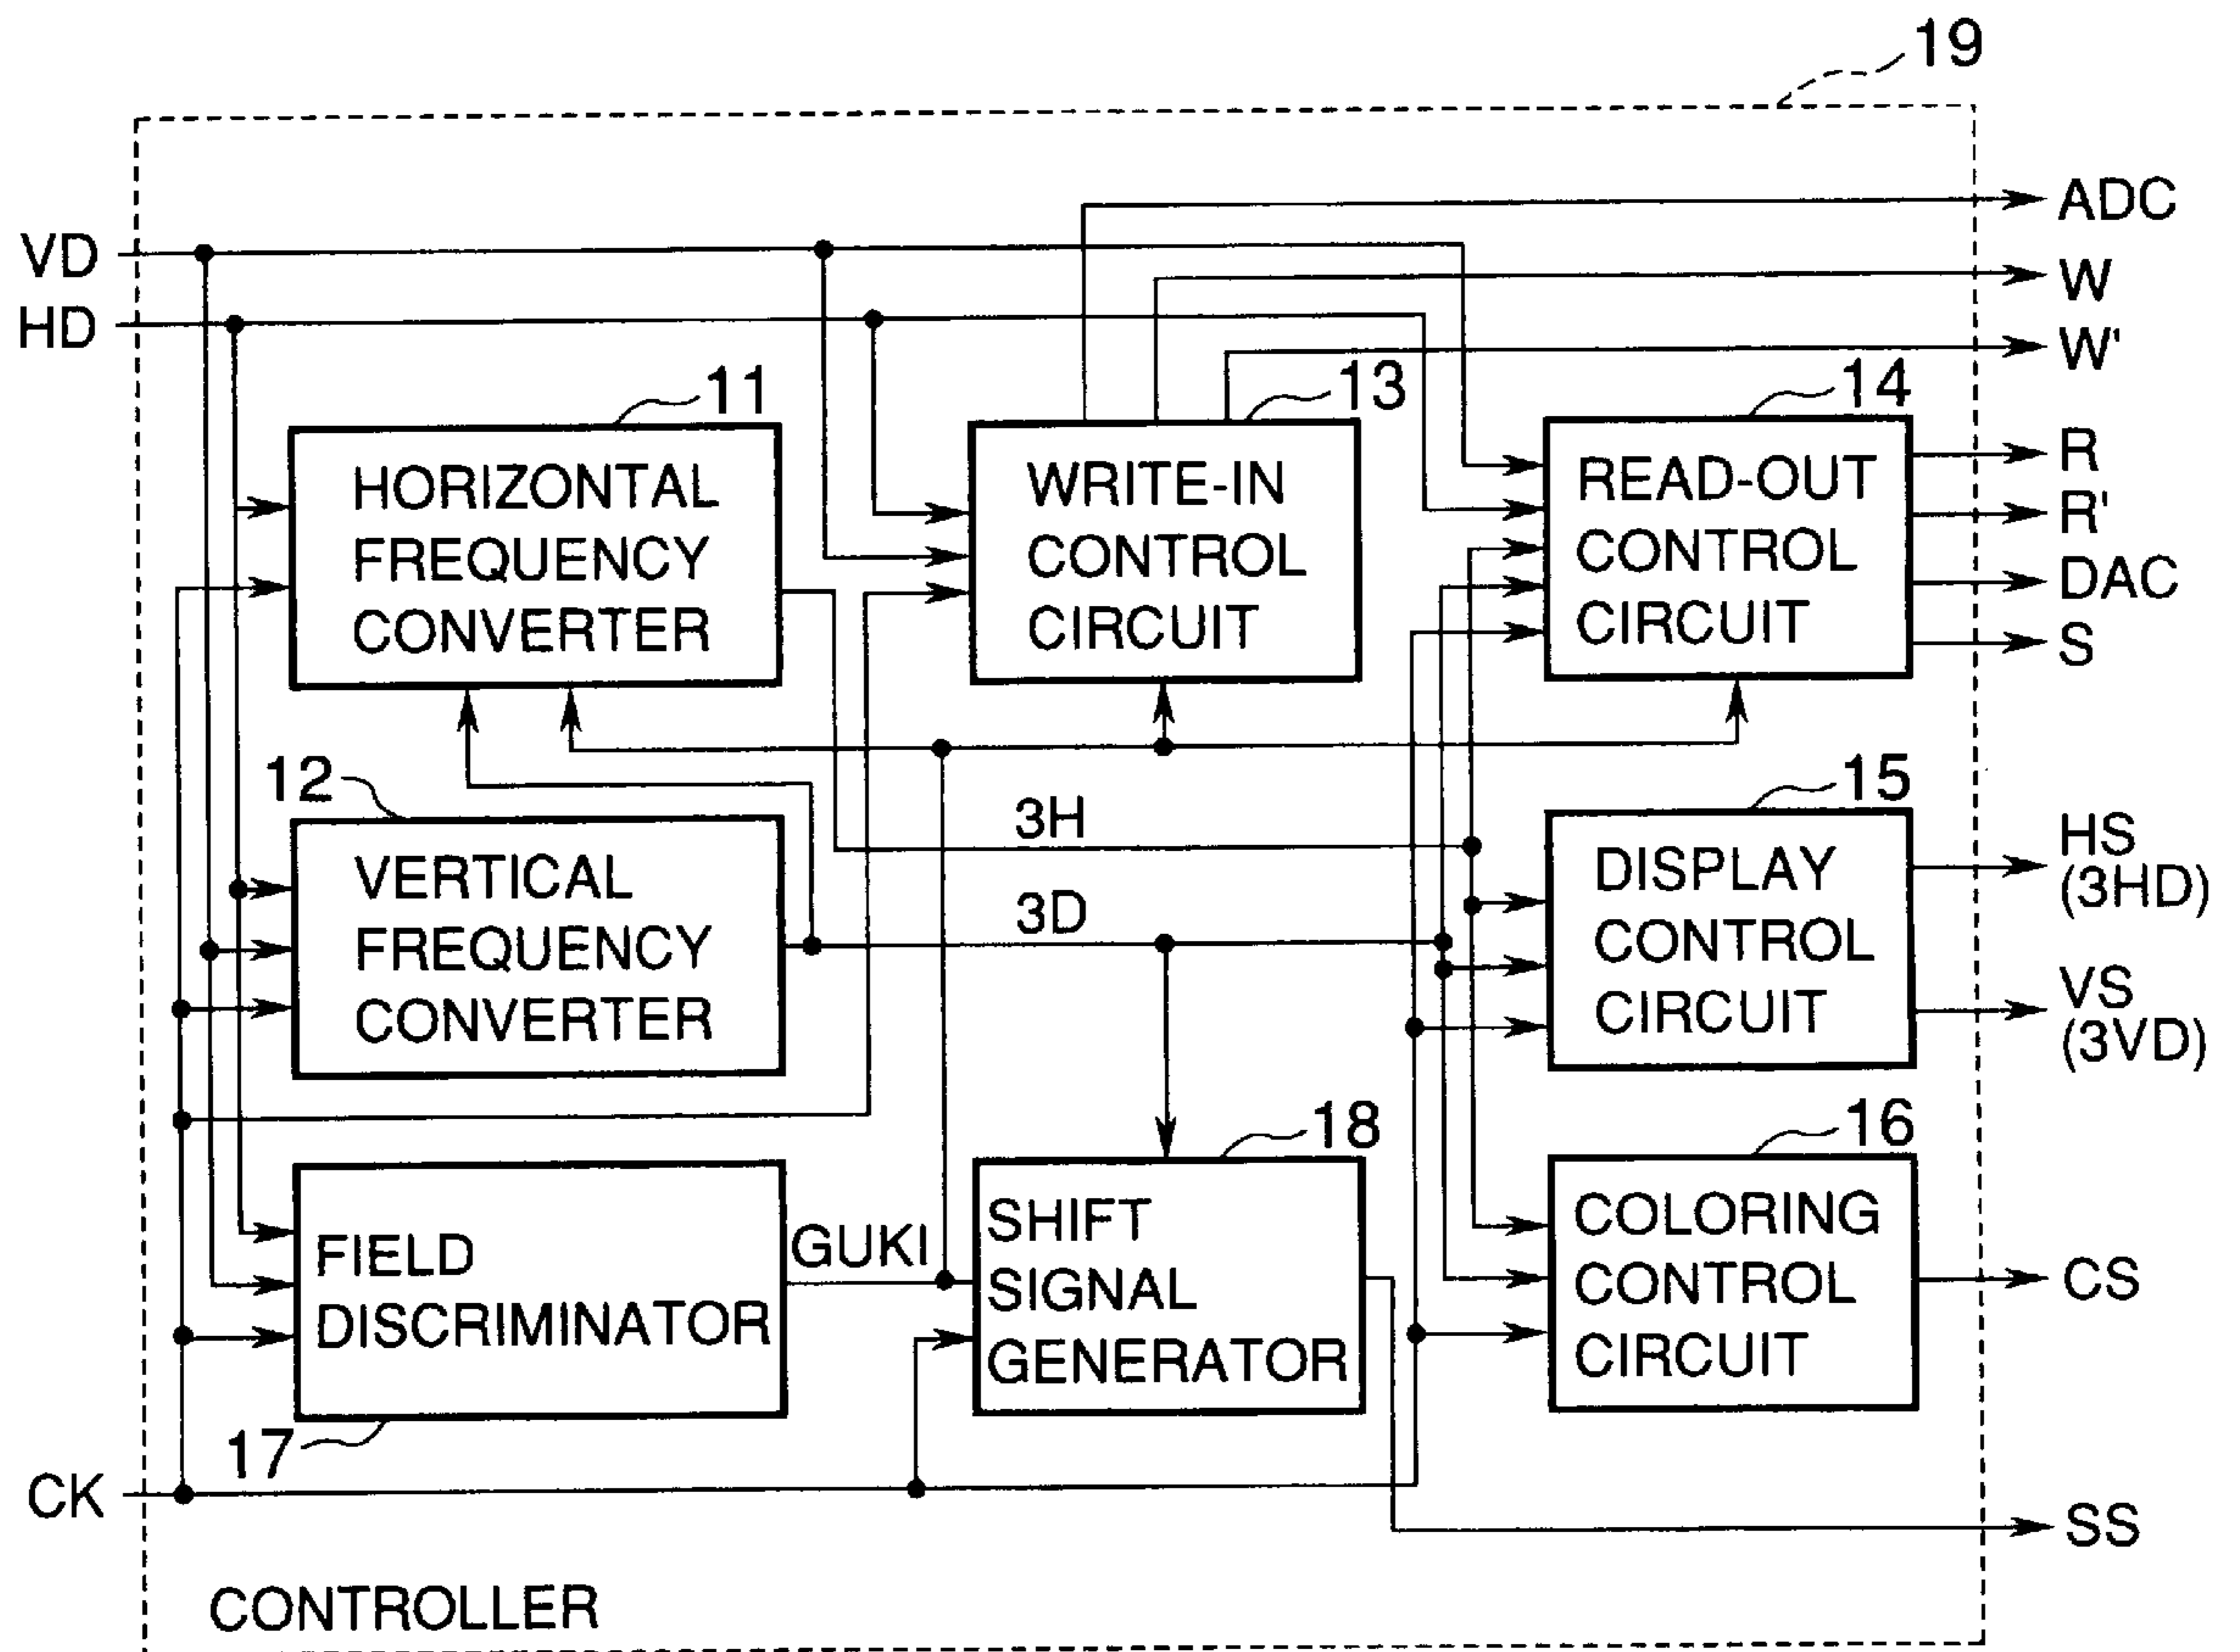 19
ADC
VD
W
HD
W'
11
13
14
HORIZONTAL
FREQUENCY
CONVERTER
WRITE-IN
CONTROL
CIRCUIT
READ-OUT
CONTROL
CIRCUIT
R
R'
DAC
S
12
3H
15
VERTICAL
FREQUENCY
CONVERTER
3D
DISPLAY
CONTROL
CIRCUIT
HS
(3HD)
VS
(3VD)
18
16
FIELD
DISCRIMINATOR
GUKI
SHIFT
SIGNAL
GENERATOR
COLORING
CONTROL
CIRCUIT
CS
17
CK
SS
CONTROLLER